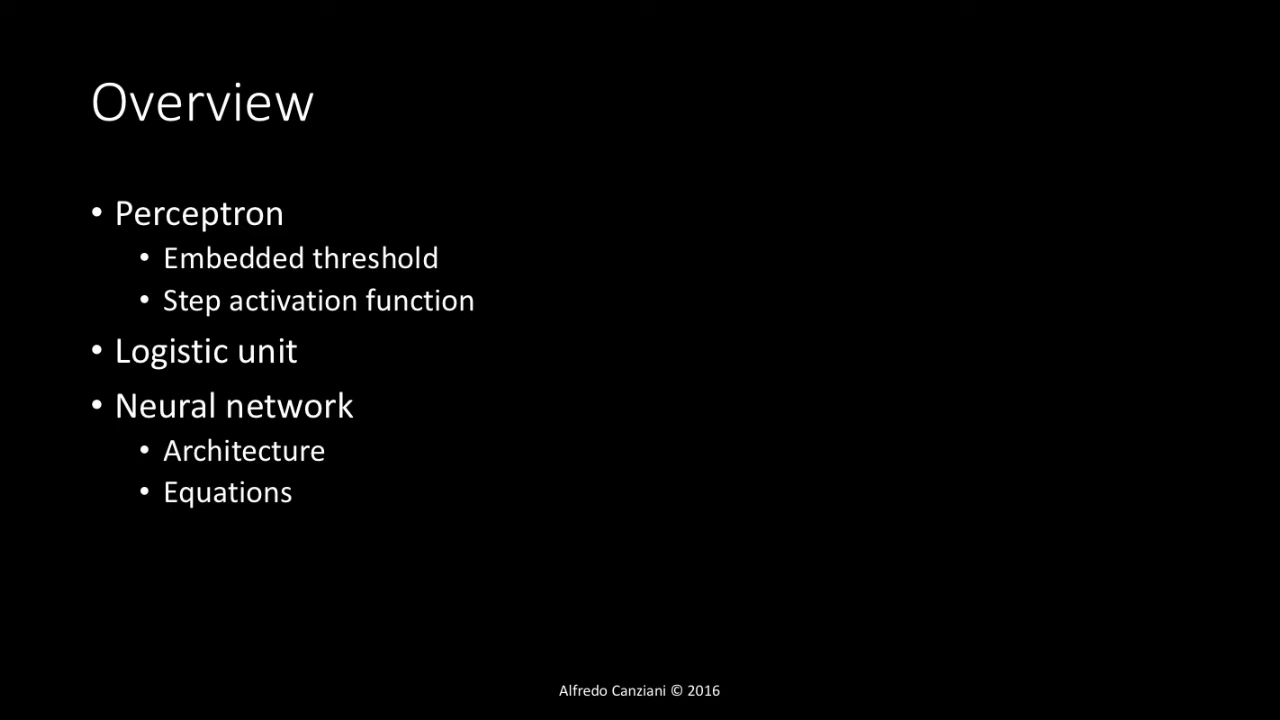 Overview
• Perceptron
• Embedded threshold
• Step activation function
• Logistic unit
• Neural network
• Architecture
• Equations
Alfredo Canziani © 2016